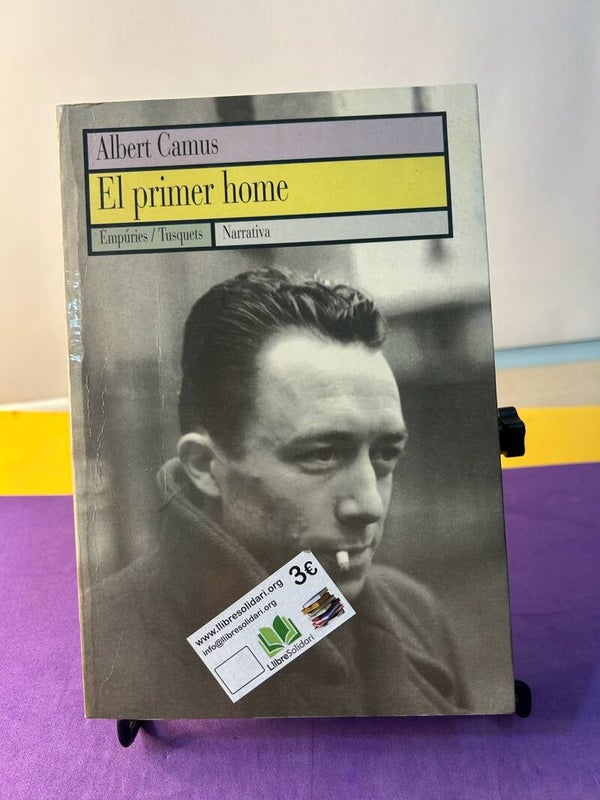 Albert Camus
El primer home
Empúries / Tusquets
Narrativa
www.llibresolidari.org
info@llibresolidari.org
3€
LlibreSolidari